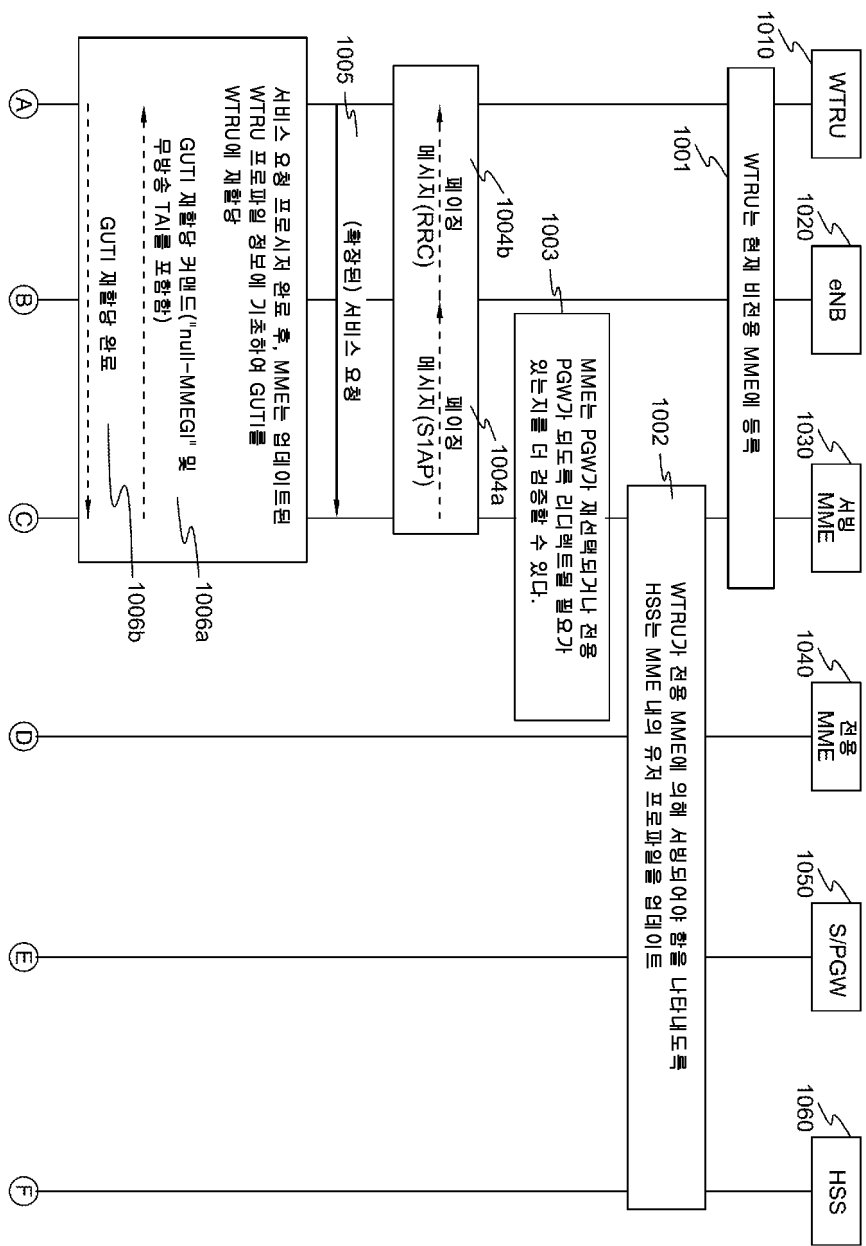 1010
WTRU
1020
eNB
1030
서빙
MME
1040
전용
MME
1050
S/PGW
1060
HSS
WTRU는 현재 비전용 MME에 등록
1001
1002
WTRU가 전용 MME에 의해 서빙되어야 함을 나타내도록
HSS는 MME 내의 유저 프로파일을 업데이트
1003
MME는 PGW가 재선택되거나 전용
PGW가 되도록 리디렉트될 필요가
있는지를 더 검증할 수 있다.
1004b
1004a
페이징
메시지(RRC)
페이징
메시지(S1AP)
1005
(확장된) 서비스 요청
서비스 요청 프로시저 완료 후, MME는 업데이트된
WTRU 프로파일 정보에 기초하여 GUTI를
WTRU에 재할당
GUTI 재할당 커맨드("null-MMEGI" 및
무방송 TAI를 포함함)
1006a
GUTI 재할당 완료
1006b
A
B
C
D
E
F